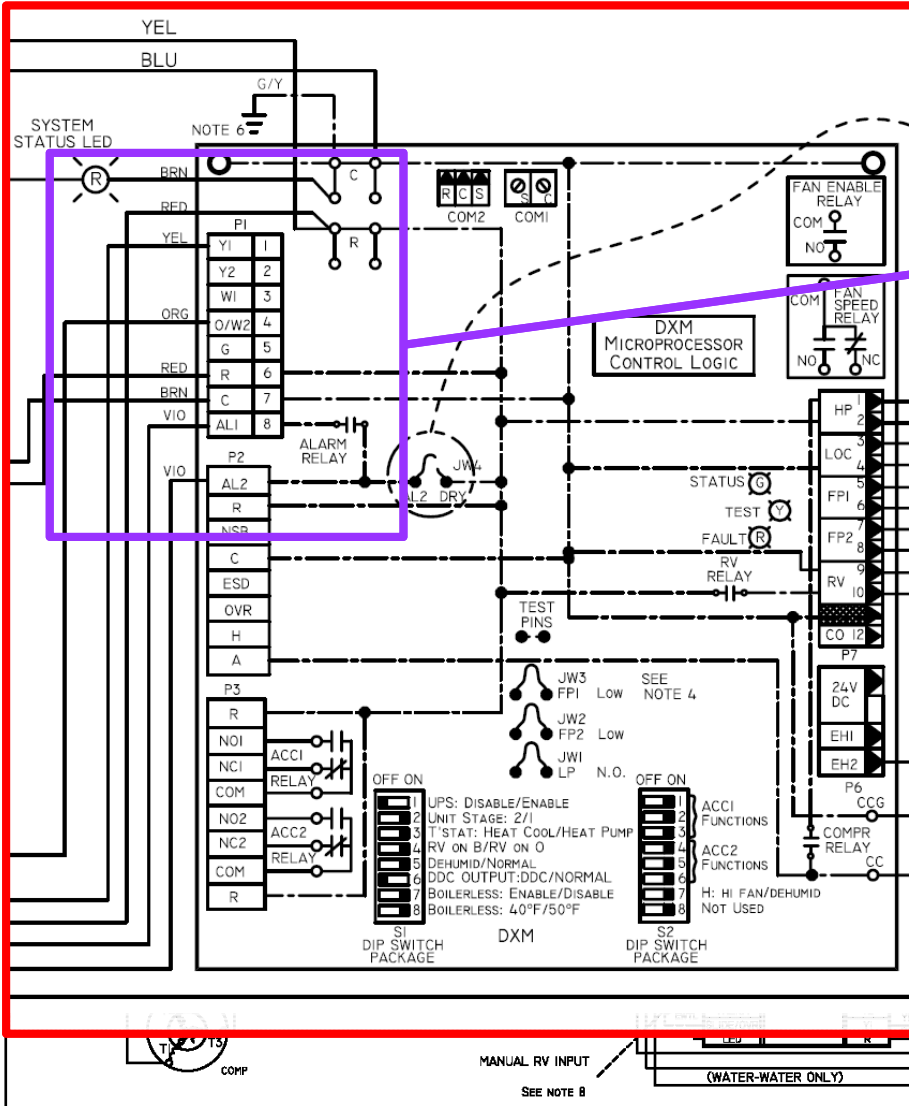 YEL
BLU
G/Y
SYSTEM
STATUS LED
NOTE 6
R
BRN
C
RED
YEL
R
ORG
RED
BRN
VIO
VIO
P1
Y1 1
Y2 2
W1 3
O/W2 4
G 5
R 6
C 7
AL1 8
ALARM
RELAY
R C S
COM2
S C
COM1
FAN ENABLE
RELAY
COM
NO
COM
FAN
SPEED
RELAY
NO
NC
DXM
MICROPROCESSOR
CONTROL LOGIC
P2
AL2
R
NSB
C
ESD
OVR
H
A
JW4
AL2 DRY
STATUS G
TEST Y
FAULT R
RV
RELAY
HP 1
2
LOC 3
4
FP1 5
6
FP2 7
8
RV 9
10
CO 12
P7
24V
DC
EH1
EH2
P6
CCG
COMPR
RELAY
CC
TEST
PINS
JW3
FP1 LOW
SEE
NOTE 4
JW2
FP2 LOW
JW1
LP N.O.
P3
R
NO1
NC1
COM
ACC1
RELAY
NO2
NC2
COM
ACC2
RELAY
R
OFF ON
1 UPS: DISABLE/ENABLE
2 UNIT STAGE: 2/1
3 T'STAT: HEAT COOL/HEAT PUMP
4 RV ON B/RV ON O
5 DEHUMID/NORMAL
6 DDC OUTPUT:DDC/NORMAL
7 BOILERLESS: ENABLE/DISABLE
8 BOILERLESS: 40°F/50°F
S1
DIP SWITCH
PACKAGE
DXM
OFF ON
1
2
3
ACC1
FUNCTIONS
4
5
6
ACC2
FUNCTIONS
7 H: HI FAN/DEHUMID
8 NOT USED
S2
DIP SWITCH
PACKAGE
T1
T3
COMP
MANUAL RV INPUT
SEE NOTE 8
LED
R
(WATER-WATER ONLY)